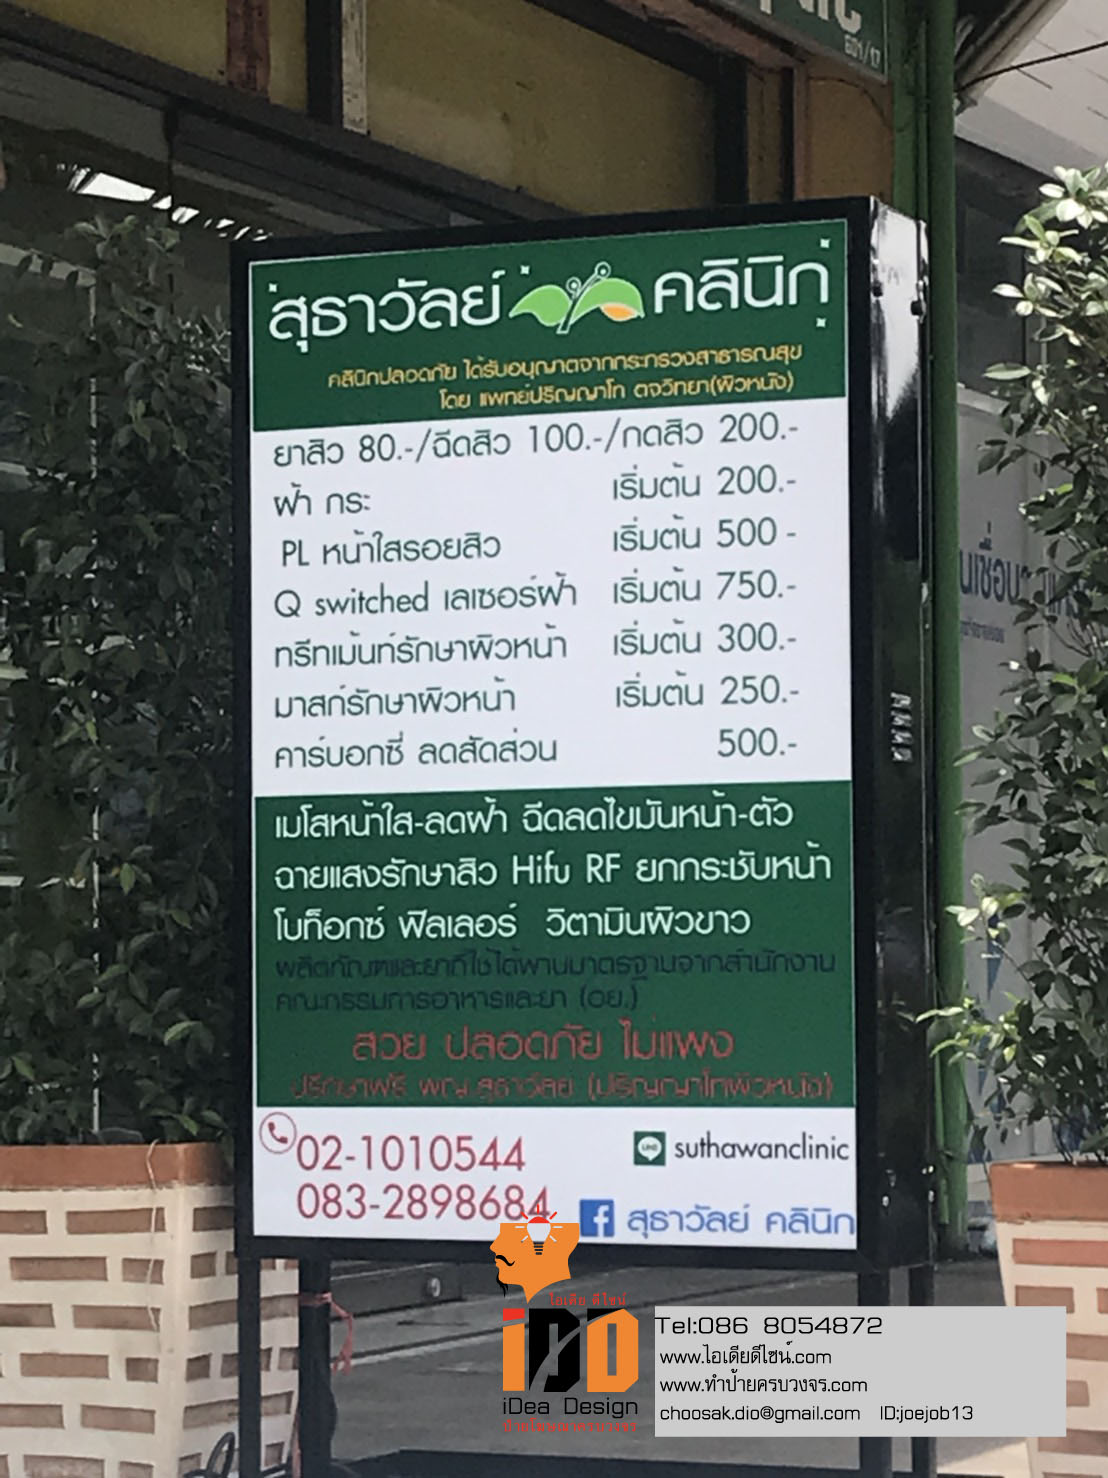 601/17
สุธาวัลย์ คลินิก
คลินิกปลอดภัย ได้รับอนุญาตจากกระทรวงสาธารณสุข
โดย แพทย์ปริญญาโท ตจวิทยา(ผิวหนัง)
ยาสิว 80.-/ฉีดสิว 100.-/กดสิว 200.-
ฝ้า กระ เริ่มต้น 200.-
PL หน้าใสรอยสิว เริ่มต้น 500 -
Q switched เลเซอร์ฝ้า เริ่มต้น 750.-
ทรีทเม้นท์รักษาผิวหน้า เริ่มต้น 300.-
มาสก์รักษาผิวหน้า เริ่มต้น 250.-
คาร์บอกซี่ ลดสัดส่วน 500.-
เมโสหน้าใส-ลดฝ้า ฉีดลดไขมันหน้า-ตัว
ฉายแสงรักษาสิว Hifu RF ยกกระชับหน้า
โบท็อกซ์ ฟิลเลอร์ วิตามินผิวขาว
ผลิตภัณฑ์และยาที่ใช้ได้ผ่านมาตรฐานจากสำนักงาน
คณะกรรมการอาหารและยา (อย.)
สวย ปลอดภัย ไม่แพง
ปรึกษาฟรี พญ.สุธาวัลย์ (ปริญญาโทผิวหนัง)
02-1010544
LINE suthawanclinic
083-2898684
f สุธาวัลย์ คลินิก
ไอเดีย ดีไซน์
iDea Design
Tel:086 8054872
www.ไอเดียดีไซน์.com
www.ทำป้ายครบวงจร.com
choosak.dio@gmail.com ID:joejob13